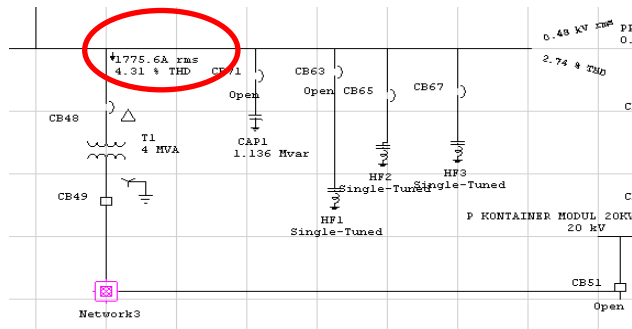 0.48 kV rms
2.74 % THD
1775.6A rms
4.31 % THD
CB71
Open
CB63
Open
CB65
CB67
CB48
T1
4 MVA
CAP1
1.136 Mvar
HF2
Single-Tuned
HF3
Single-Tuned
CB49
HF1
Single-Tuned
P KONTAINER MODUL 20KV
20 kV
CB51
Open
Network3